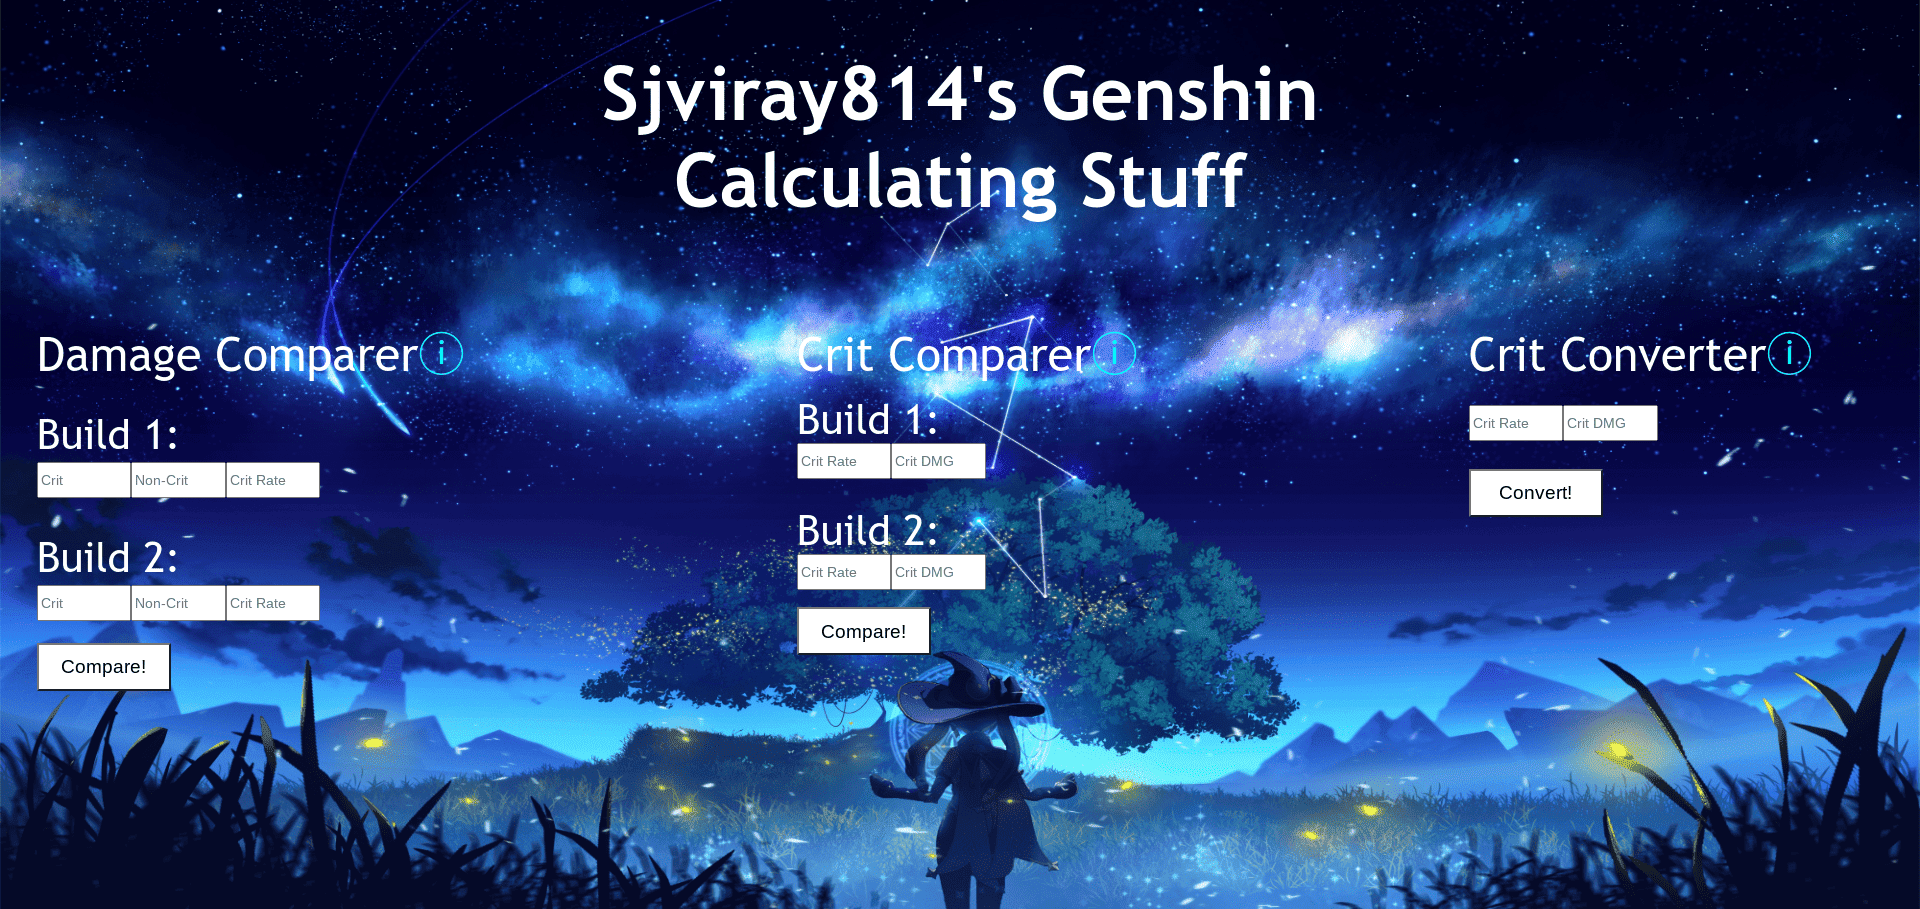 Sjviray814's Genshin
Calculating Stuff
Damage Comparer i
Build 1:
Crit Non-Crit Crit Rate
Build 2:
Crit Non-Crit Crit Rate
Compare!
Crit Comparer i
Build 1:
Crit Rate Crit DMG
Build 2:
Crit Rate Crit DMG
Compare!
Crit Converter i
Crit Rate Crit DMG
Convert!